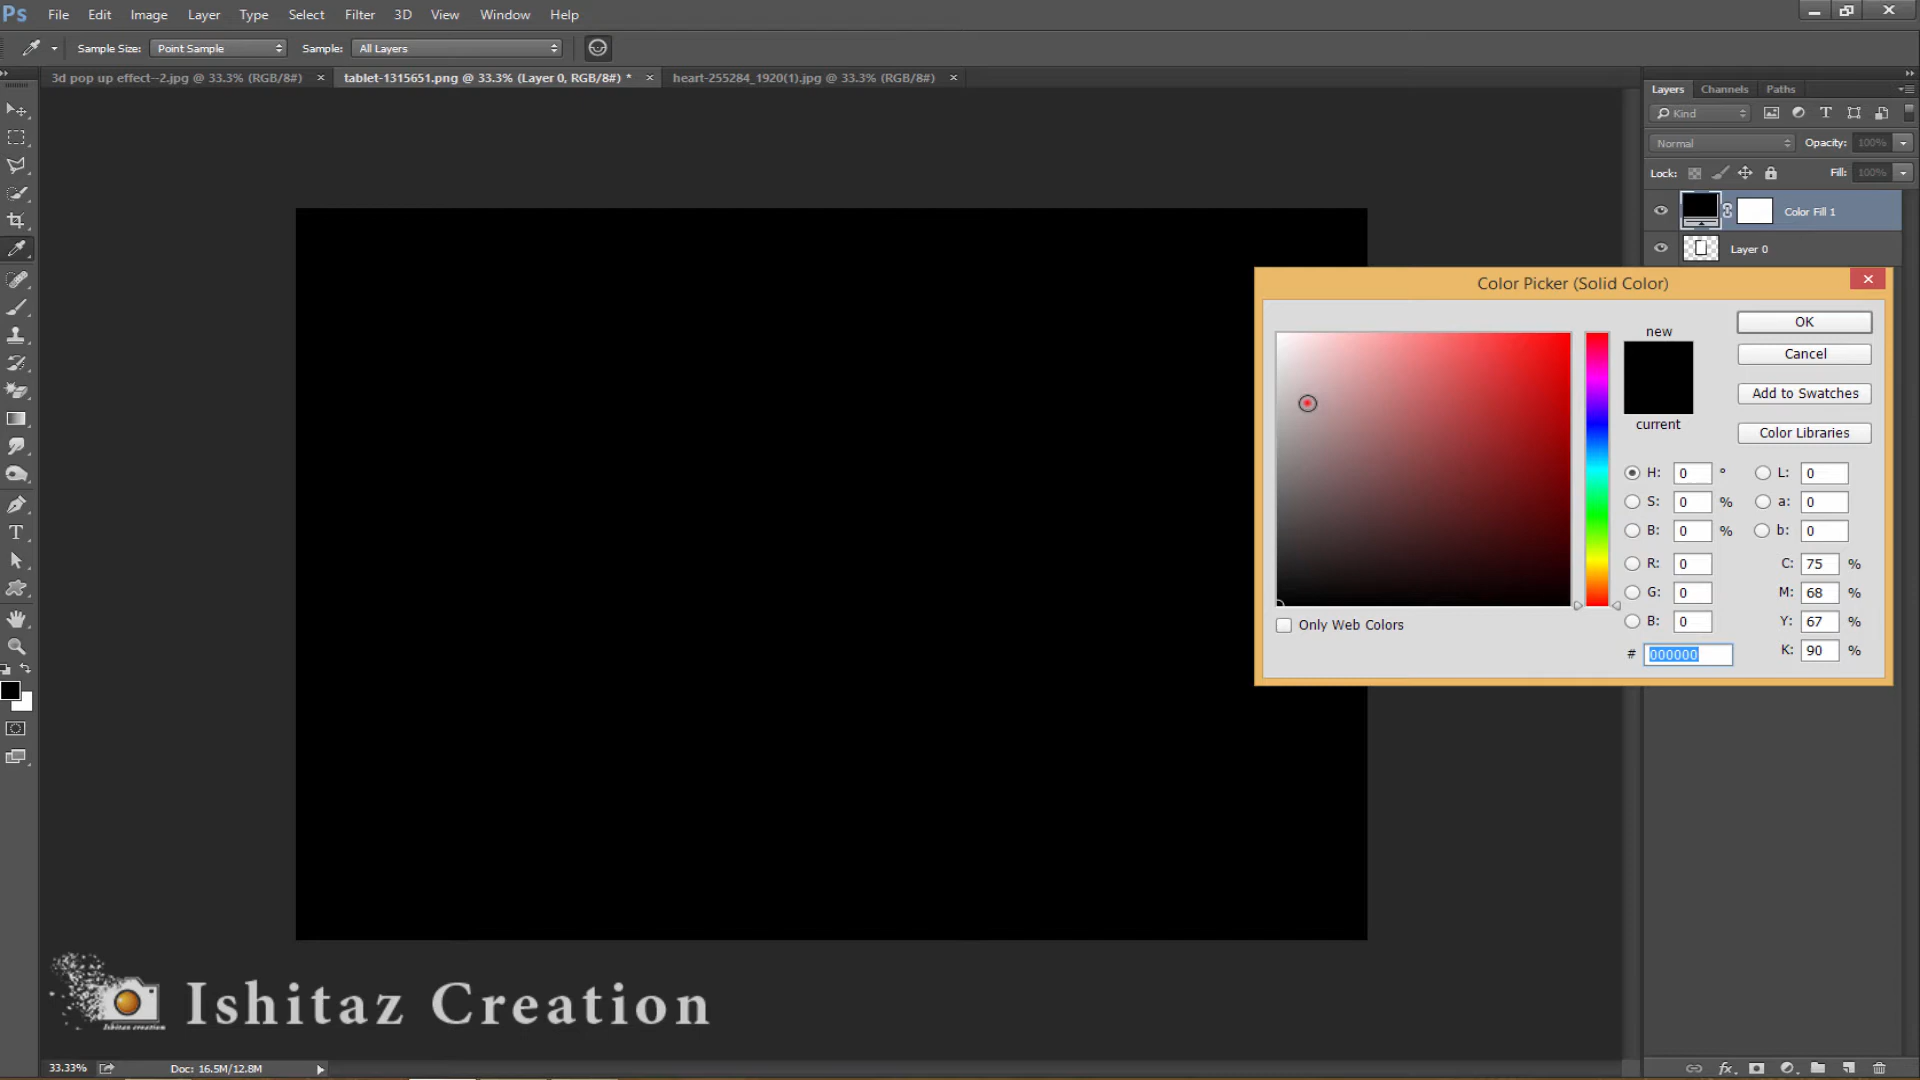 Ps File Edit Image Layer Type Select Filter 3D View Window Help
Sample Size: Point Sample Sample: All Layers
3d pop up effect--2.jpg @ 33.3% (RGB/8#) × tablet-1315651.png @ 33.3% (Layer 0, RGB/8#) * × heart-255284_1920(1).jpg @ 33.3% (RGB/8#) ×
Layers Channels Paths
Kind
Normal Opacity: 100%
Lock: Fill: 100%
Color Fill 1
Layer 0
Color Picker (Solid Color)
new
OK
Cancel
Add to Swatches
current
Color Libraries
H: 0 ° L: 0
S: 0 % a: 0
B: 0 % b: 0
R: 0 C: 75 %
G: 0 M: 68 %
B: 0 Y: 67 %
Only Web Colors
# 000000 K: 90 %
T
Ishitaz Creation
Ishitaz creation
33.33% Doc: 16.5M/12.8M
fx